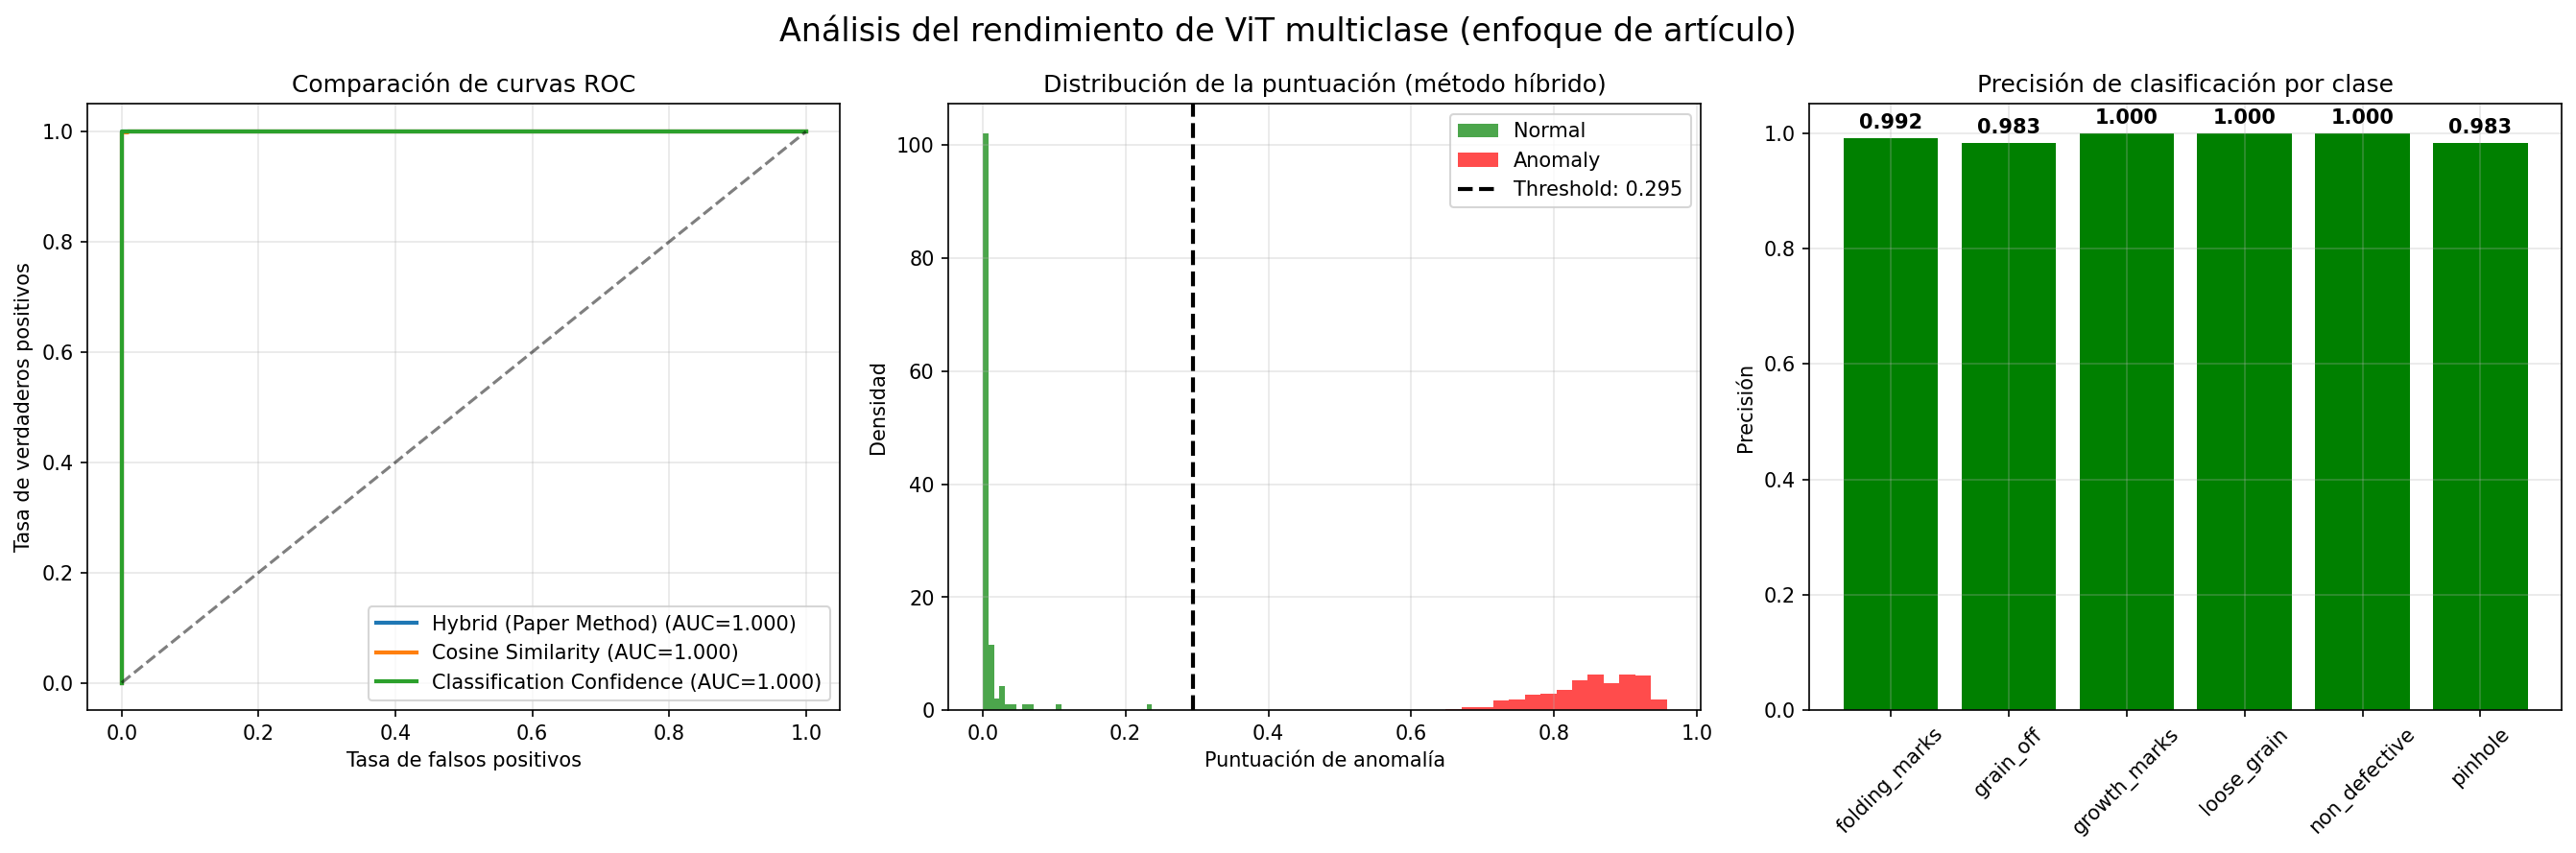 Análisis del rendimiento de ViT multiclase (enfoque de artículo)
Comparación de curvas ROC
Tasa de verdaderos positivos
1.0
0.8
0.6
0.4
0.2
0.0
0.0 0.2 0.4 0.6 0.8 1.0
Tasa de falsos positivos
Hybrid (Paper Method) (AUC=1.000)
Cosine Similarity (AUC=1.000)
Classification Confidence (AUC=1.000)
Distribución de la puntuación (método híbrido)
Densidad
100
80
60
40
20
0
0.0 0.2 0.4 0.6 0.8 1.0
Puntuación de anomalía
Normal
Anomaly
Threshold: 0.295
Precisión de clasificación por clase
Precisión
1.0
0.8
0.6
0.4
0.2
0.0
0.992 0.983 1.000 1.000 1.000 0.983
folding_marks
grain_off
growth_marks
loose_grain
non_defective
pinhole